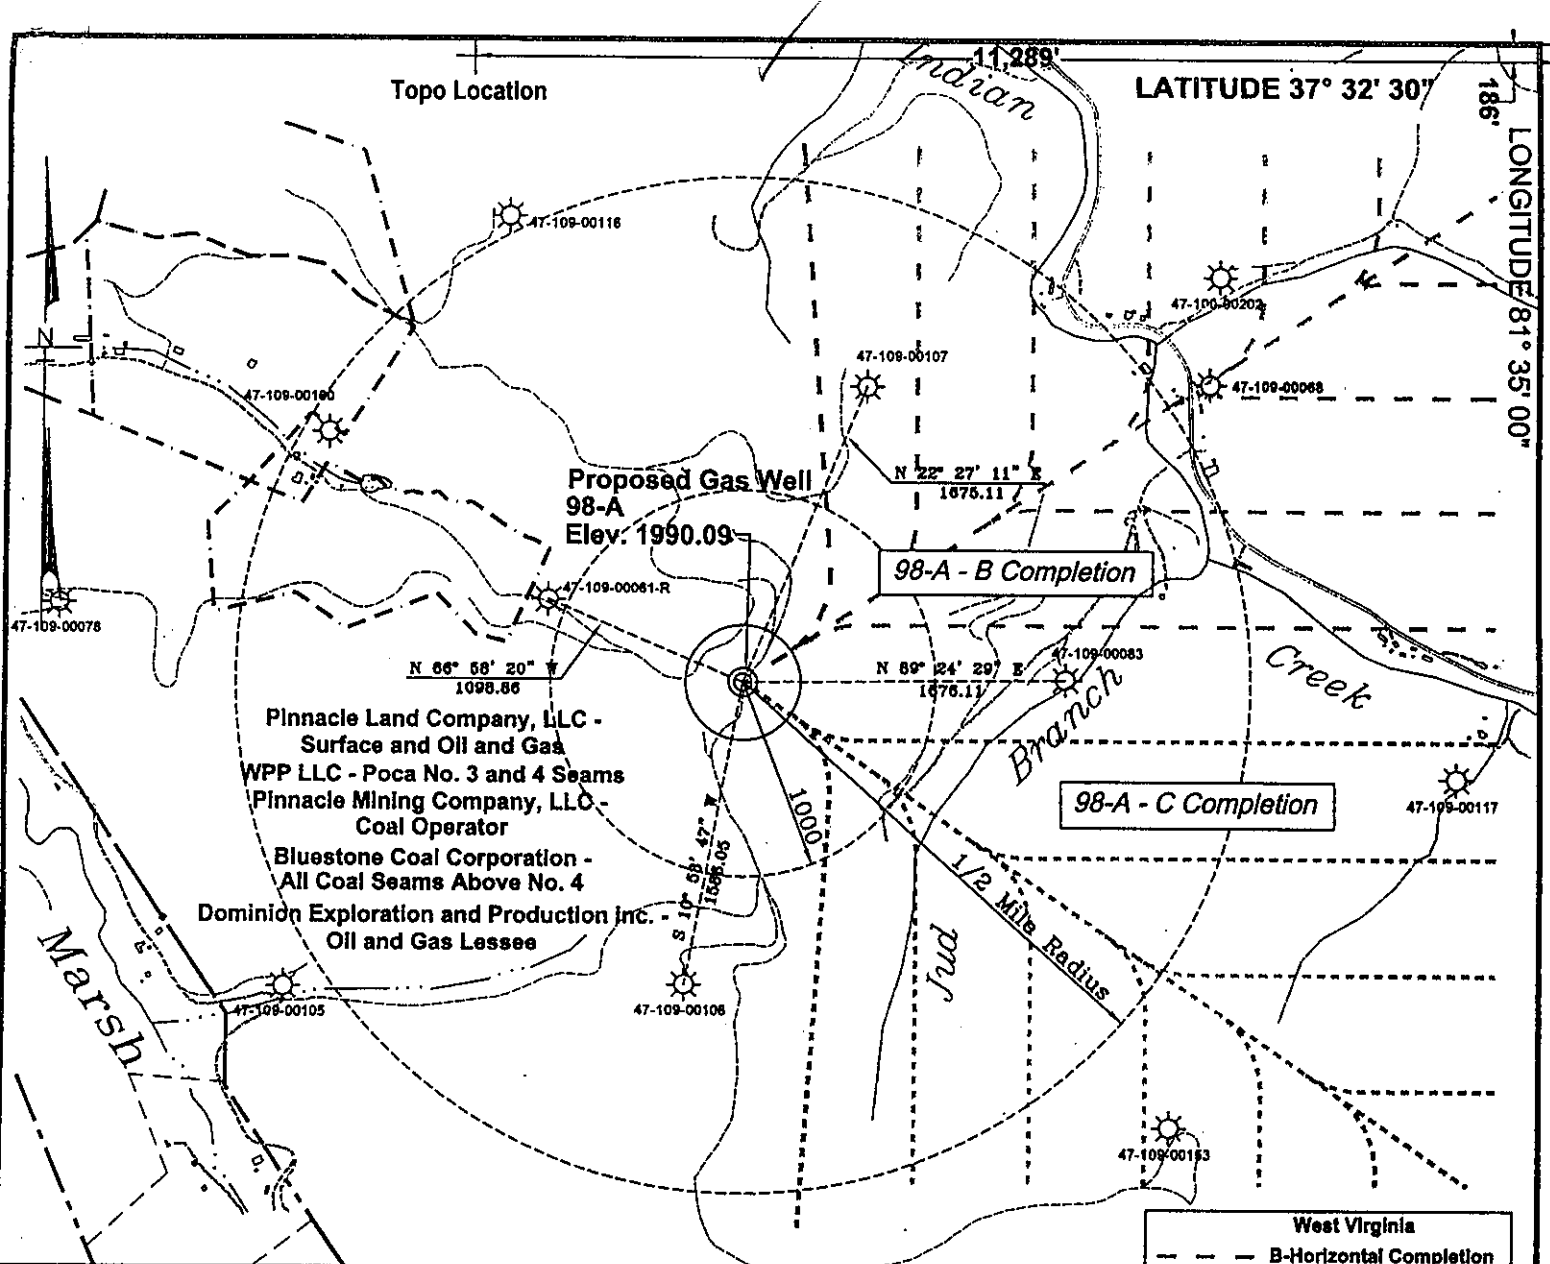 11,289'
Topo Location
Indian
LATITUDE 37° 32' 30"
186'
LONGITUDE 81° 35' 00"
47-109-00116
47-100-00202
N
47-109-00107
47-109-00068
47-109-00100
Proposed Gas Well
98-A
Elev. 1990.09
N 22° 27' 11" E
1675.11
98-A - B Completion
47-109-00061-R
47-109-00078
N 66° 58' 20" W
1098.86
N 89° 24' 29" E
1676.11
47-109-00083
Creek
Branch
Pinnacle Land Company, LLC -
Surface and Oil and Gas
WPP LLC - Poca No. 3 and 4 Seams
Pinnacle Mining Company, LLC -
Coal Operator
Bluestone Coal Corporation -
All Coal Seams Above No. 4
Dominion Exploration and Production Inc. -
Oil and Gas Lessee
1000
98-A - C Completion
47-109-00117
S 10° 58' 47" W
1/2 Mile Radius
Jud
Marsh
47-109-00105
47-109-00106
47-109-00153
West Virginia
B-Horizontal Completion